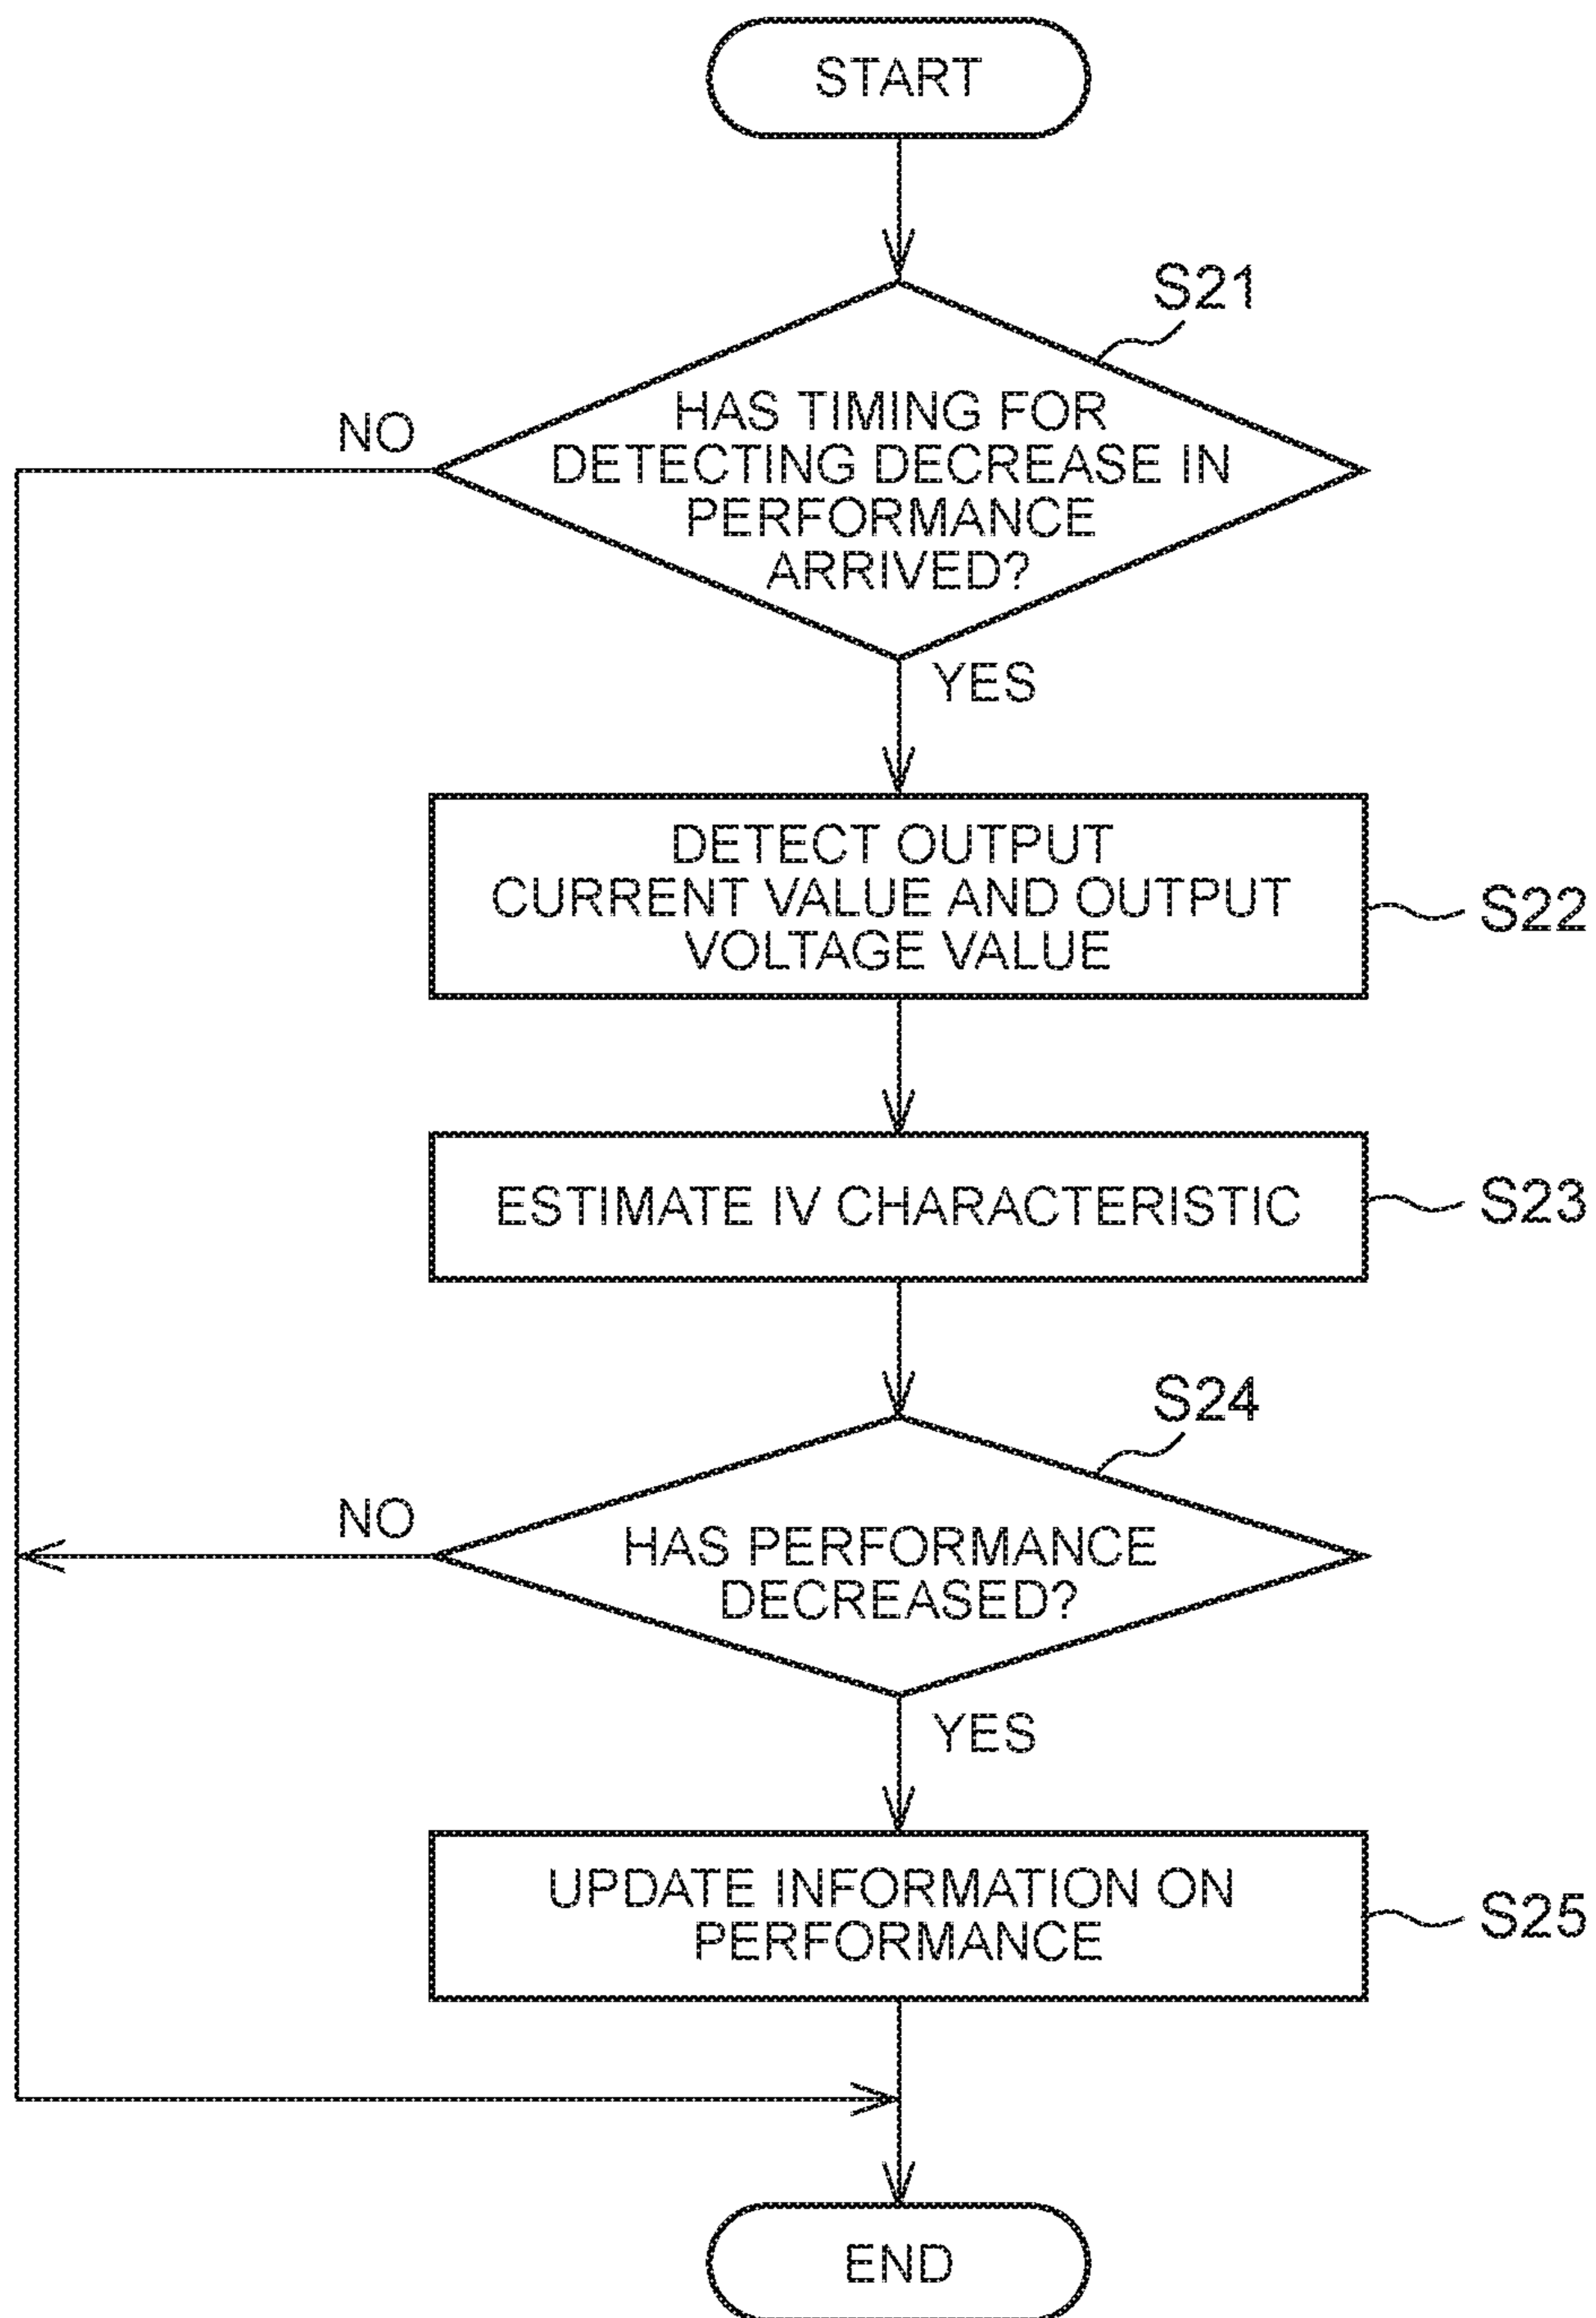 START
S21
HAS TIMING FOR
DETECTING DECREASE IN
PERFORMANCE
ARRIVED?
NO
YES
DETECT OUTPUT
CURRENT VALUE AND OUTPUT
VOLTAGE VALUE
S22
ESTIMATE IV CHARACTERISTIC
S23
S24
HAS PERFORMANCE
DECREASED?
NO
YES
UPDATE INFORMATION ON
PERFORMANCE
S25
END